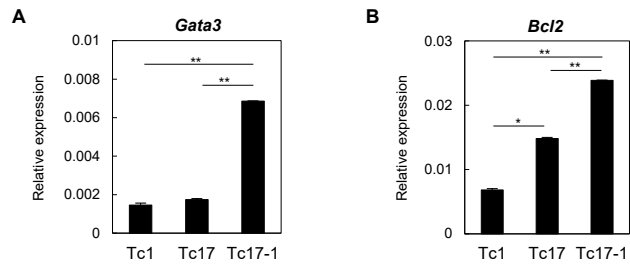 A
Gata3
Relative expression
0.01
0.008
0.006
0.004
0.002
0
**
**
Tc1 Tc17 Tc17-1
B
Bcl2
Relative expression
0.03
0.02
0.01
0
**
**
*
Tc1 Tc17 Tc17-1